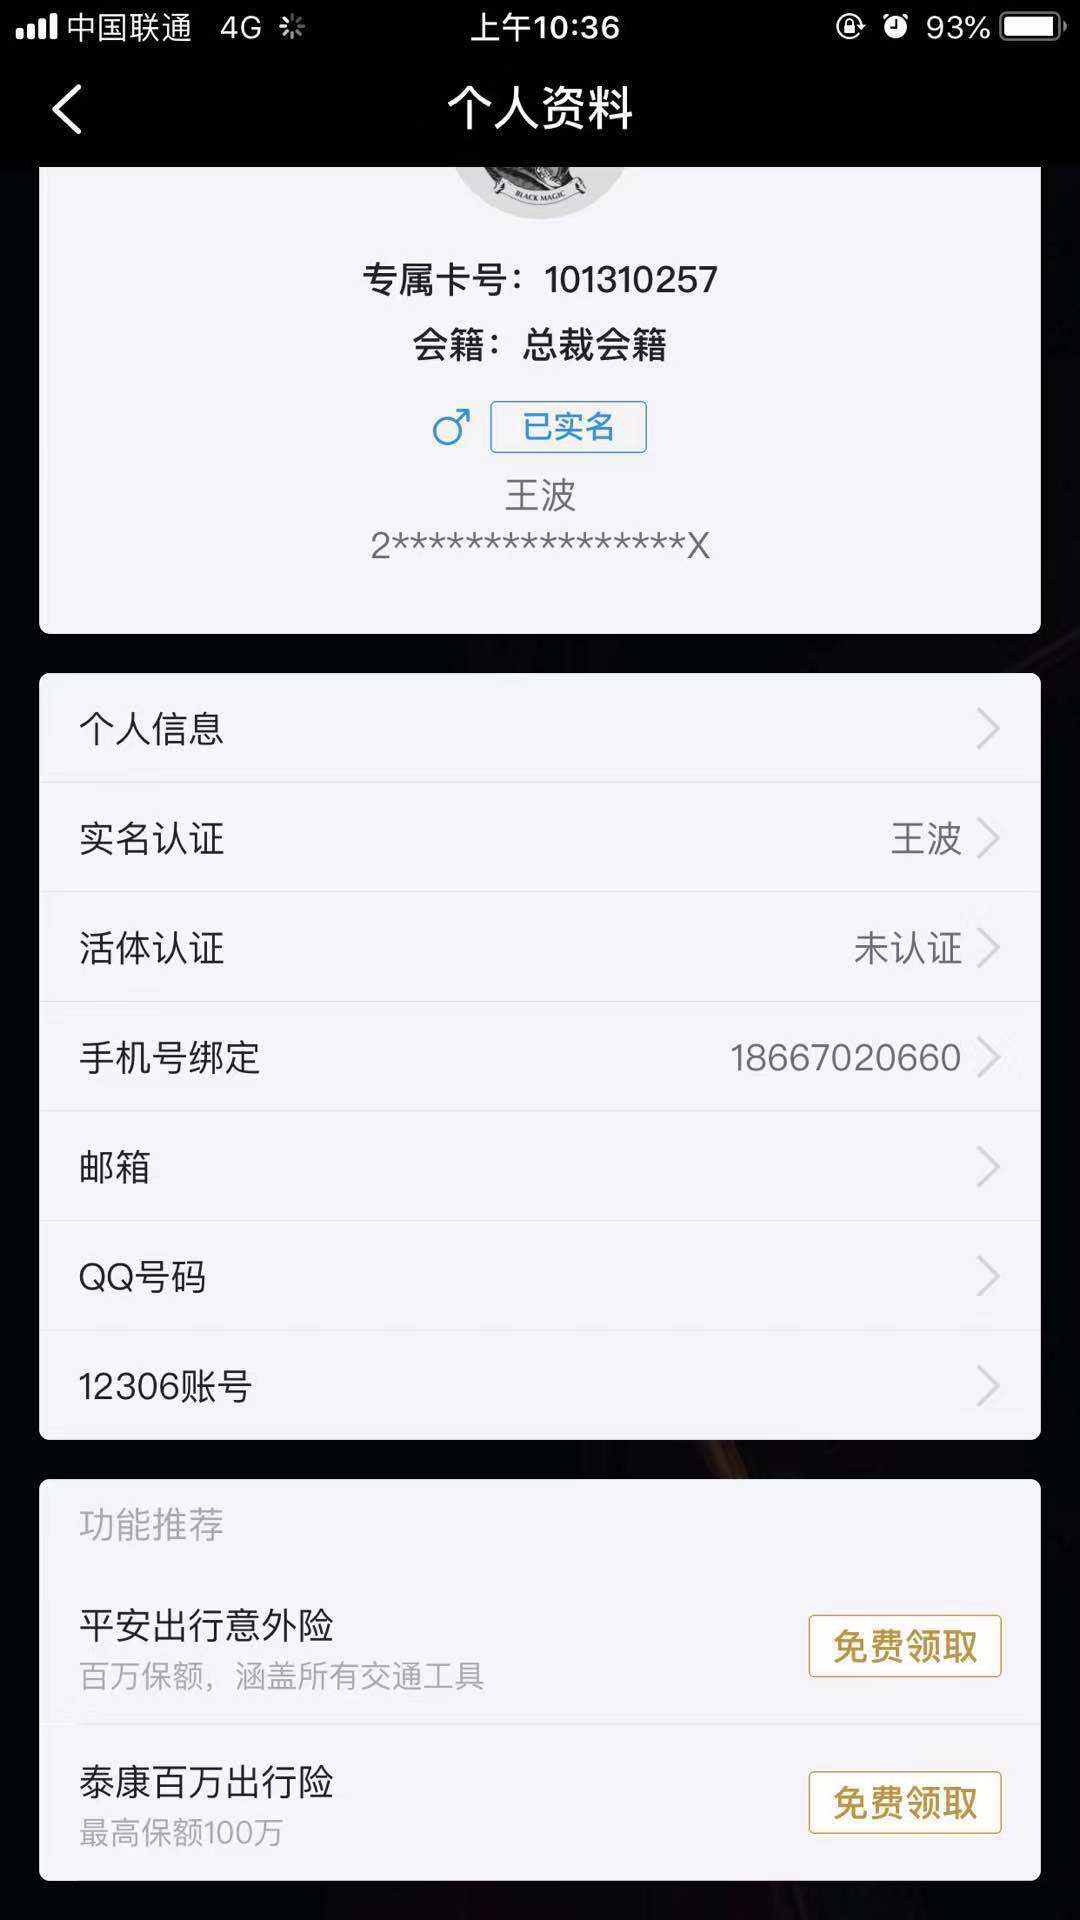 中国联通 4G 上午10:36 93%
个人资料
BLACK MAGIC
专属卡号：101310257
会籍：总裁会籍
已实名
王波
2****************X
个人信息
实名认证 王波
活体认证 未认证
手机号绑定 18667020660
邮箱
QQ号码
12306账号
功能推荐
平安出行意外险
百万保额，涵盖所有交通工具
免费领取
泰康百万出行险
最高保额100万
免费领取